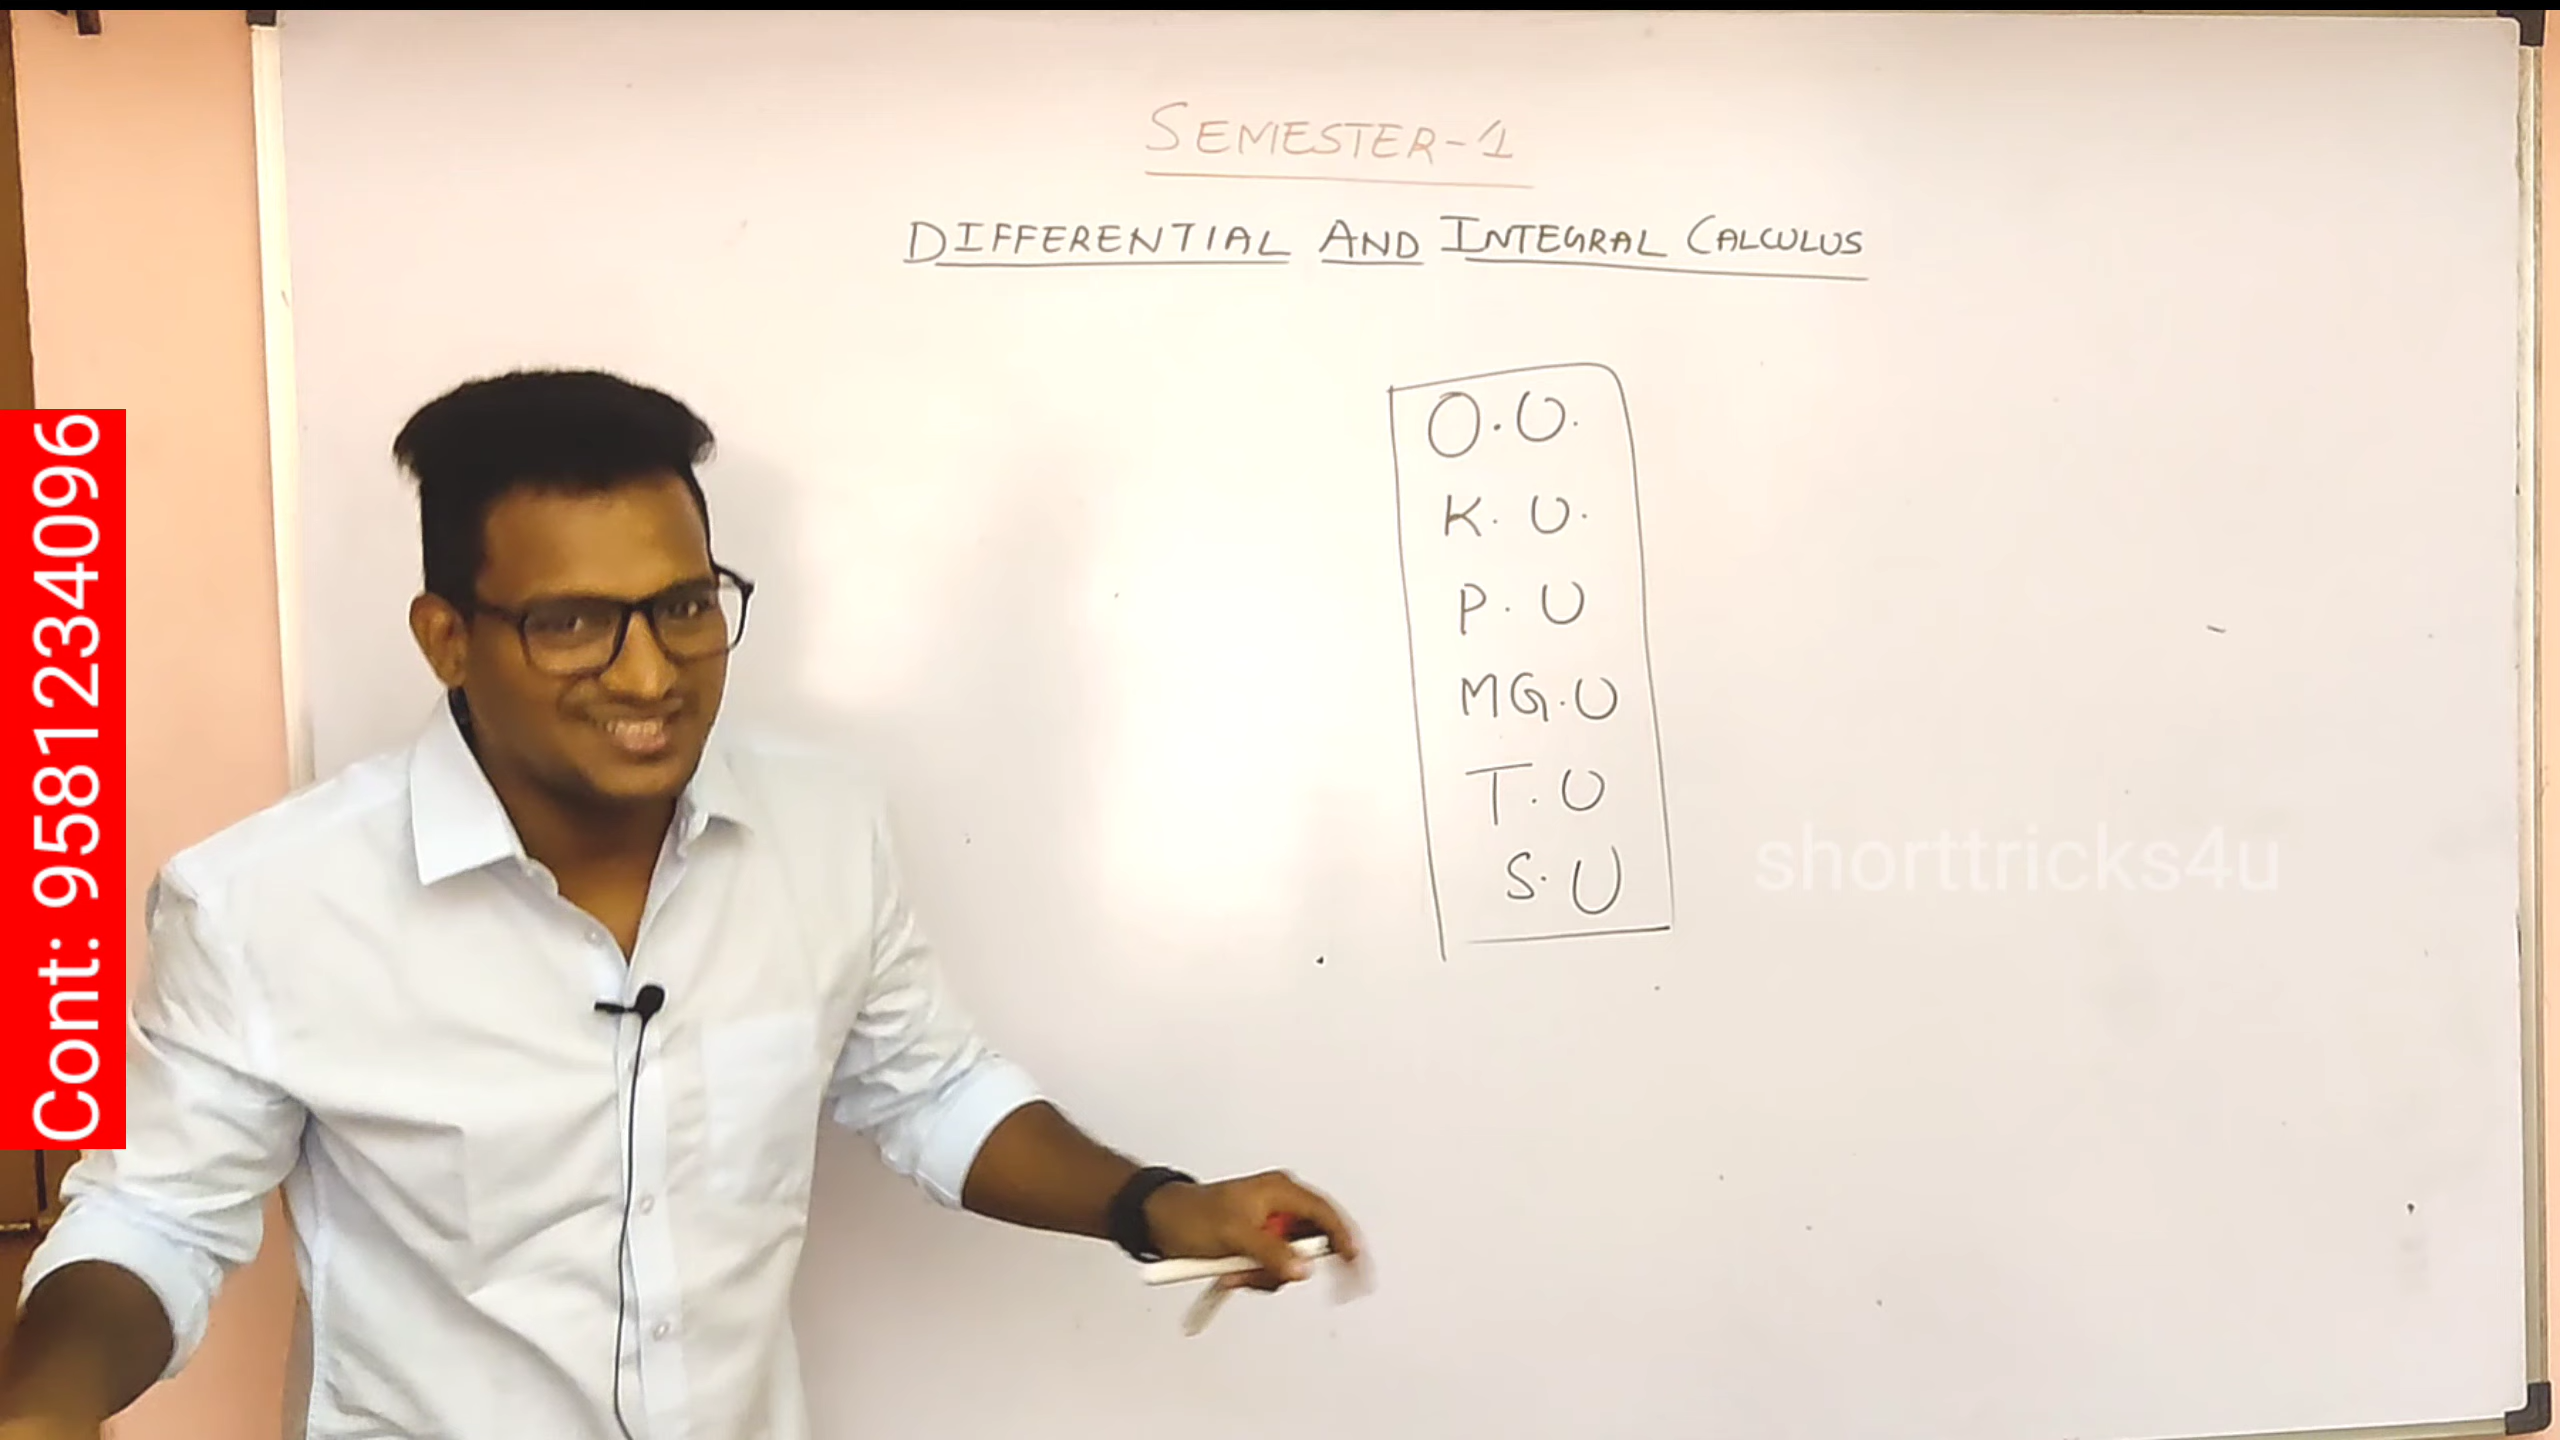 SEMESTER-1
DIFFERENTIAL AND INTEGRAL CALCULUS
O.U.
K.U.
P.U
MG.U
T.U
S.U
shorttricks4u
Cont: 9581234096